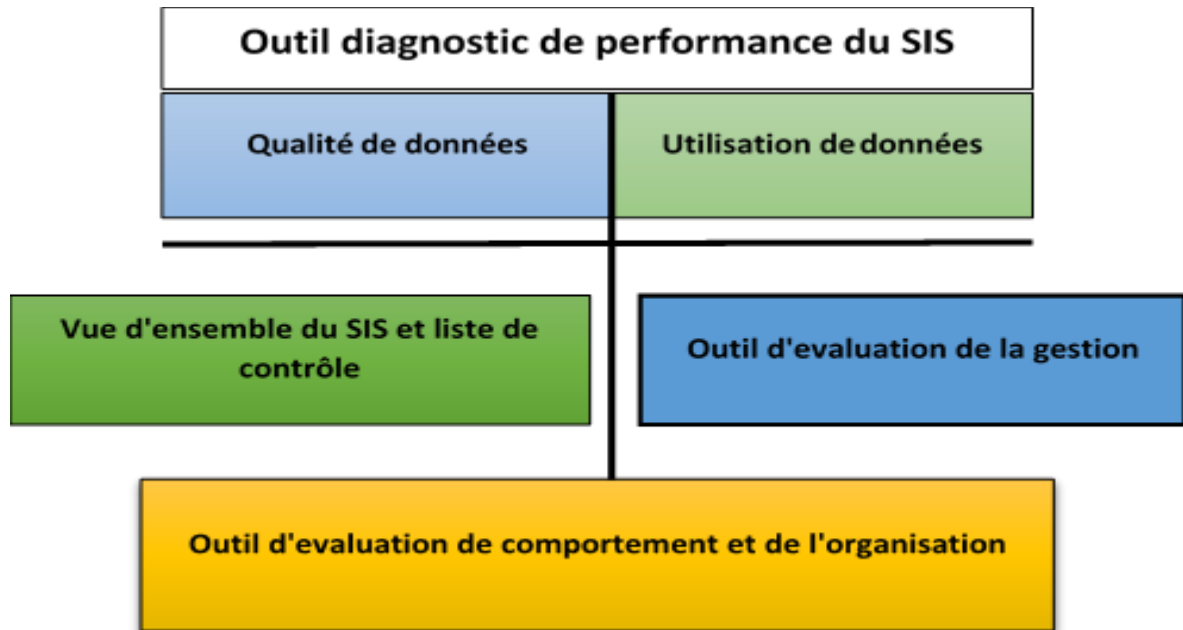 Outil diagnostic de performance du SIS
Qualité de données
Utilisation de données
Vue d'ensemble du SIS et liste de
contrôle
Outil d'evaluation de la gestion
Outil d'evaluation de comportement et de l'organisation